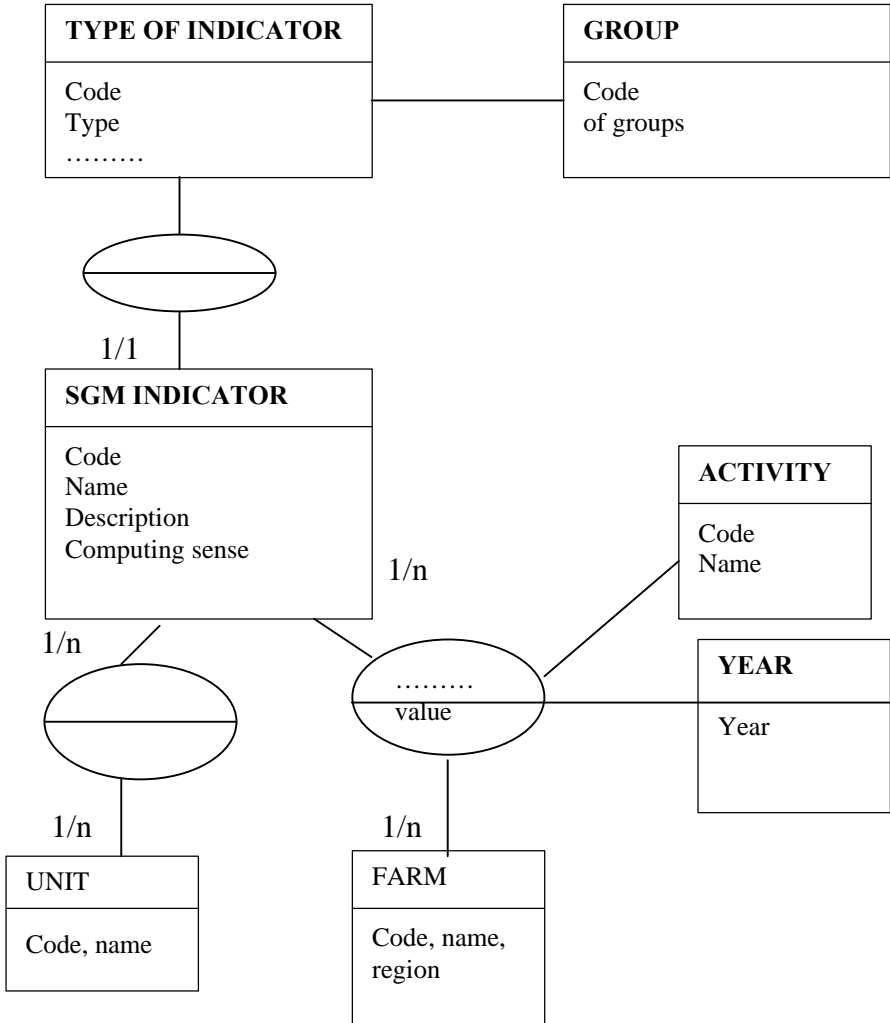 TYPE OF INDICATOR
Code
Type
………
GROUP
Code
of groups
1/1
SGM INDICATOR
Code
Name
Description
Computing sense
1/n
ACTIVITY
Code
Name
1/n
………
value
YEAR
Year
1/n
UNIT
Code, name
1/n
FARM
Code, name,
region